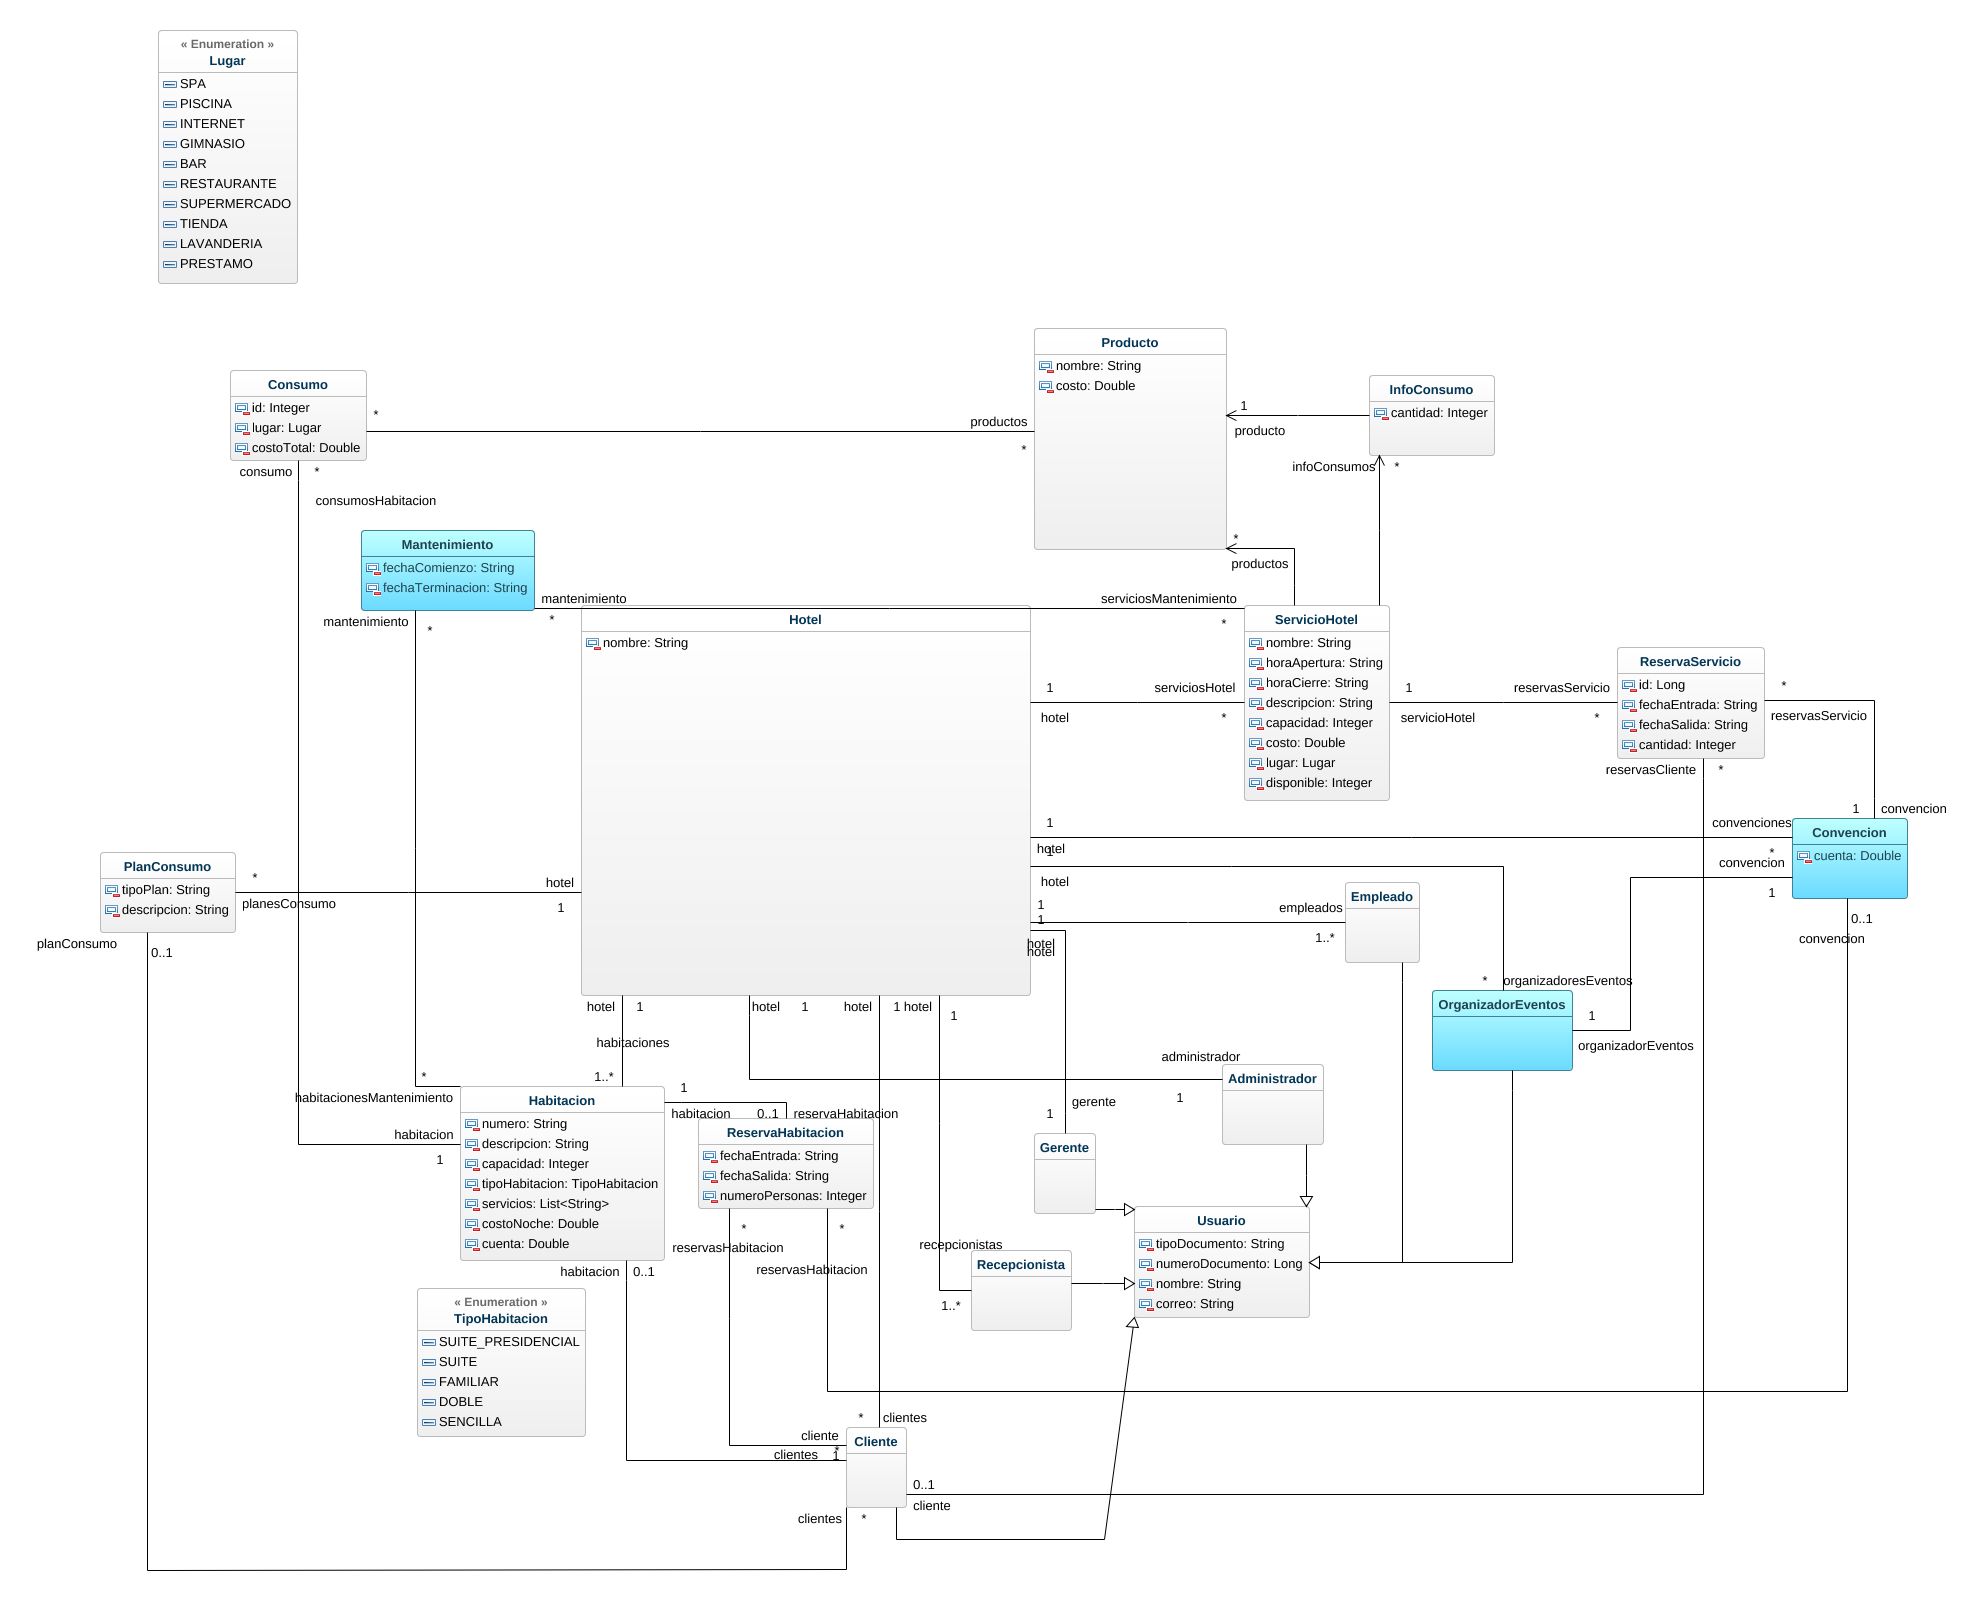 « Enumeration »
Lugar
SPA
PISCINA
INTERNET
GIMNASIO
BAR
RESTAURANTE
SUPERMERCADO
TIENDA
LAVANDERIA
PRESTAMO
Producto
nombre: String
costo: Double
Consumo
id: Integer
lugar: Lugar
costoTotal: Double
*
productos
*
consumo
*
consumosHabitacion
InfoConsumo
cantidad: Integer
1
producto
infoConsumos
*
*
productos
Mantenimiento
fechaComienzo: String
fechaTerminacion: String
mantenimiento
*
serviciosMantenimiento
*
mantenimiento
*
Hotel
nombre: String
ServicioHotel
nombre: String
horaApertura: String
horaCierre: String
descripcion: String
capacidad: Integer
costo: Double
lugar: Lugar
disponible: Integer
1
serviciosHotel
hotel
*
1
reservasServicio
servicioHotel
*
ReservaServicio
id: Long
fechaEntrada: String
fechaSalida: String
cantidad: Integer
*
reservasServicio
reservasCliente
*
1
convencion
1
convenciones
hotel
*
1
hotel
convencion
1
Convencion
cuenta: Double
0..1
convencion
PlanConsumo
tipoPlan: String
descripcion: String
*
planesConsumo
hotel
1
planConsumo
0..1
Empleado
1
empleados
1
1..*
hotel
hotel
*
organizadoresEventos
OrganizadorEventos
1
organizadorEventos
hotel
1
hotel
1
hotel
1
hotel
1
habitaciones
1..*
administrador
1
Administrador
gerente
1
Gerente
*
habitacionesMantenimiento
habitacion
1
Habitacion
numero: String
descripcion: String
capacidad: Integer
tipoHabitacion: TipoHabitacion
servicios: List<String>
costoNoche: Double
cuenta: Double
1
habitacion
0..1
reservaHabitacion
ReservaHabitacion
fechaEntrada: String
fechaSalida: String
numeroPersonas: Integer
*
reservasHabitacion
*
reservasHabitacion
recepcionistas
1..*
Recepcionista
Usuario
tipoDocumento: String
numeroDocumento: Long
nombre: String
correo: String
habitacion
0..1
« Enumeration »
TipoHabitacion
SUITE_PRESIDENCIAL
SUITE
FAMILIAR
DOBLE
SENCILLA
*
clientes
cliente
1
clientes
*
Cliente
0..1
cliente
clientes
*